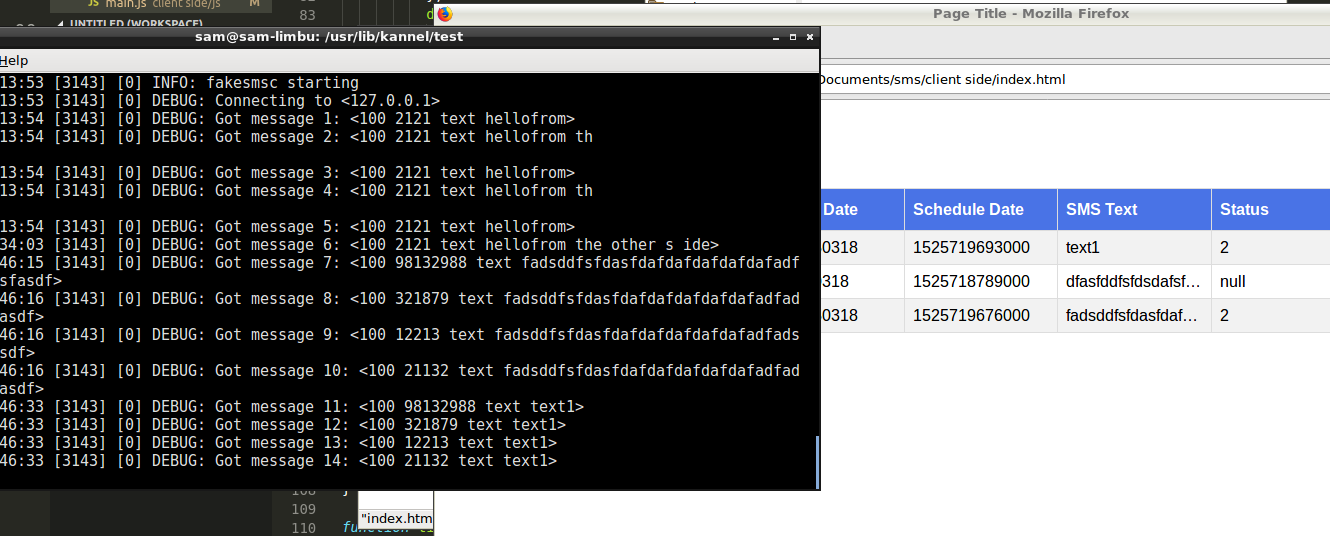 main.js client side/js M
83
UNTITLED (WORKSPACE)
Page Title - Mozilla Firefox
sam@sam-limbu: /usr/lib/kannel/test
Help
Documents/sms/client side/index.html
13:53 [3143] [0] INFO: fakesmsc starting
13:53 [3143] [0] DEBUG: Connecting to <127.0.0.1>
13:54 [3143] [0] DEBUG: Got message 1: <100 2121 text hellofrom>
13:54 [3143] [0] DEBUG: Got message 2: <100 2121 text hellofrom th
13:54 [3143] [0] DEBUG: Got message 3: <100 2121 text hellofrom>
13:54 [3143] [0] DEBUG: Got message 4: <100 2121 text hellofrom th
13:54 [3143] [0] DEBUG: Got message 5: <100 2121 text hellofrom>
34:03 [3143] [0] DEBUG: Got message 6: <100 2121 text hellofrom the other s ide>
46:15 [3143] [0] DEBUG: Got message 7: <100 98132988 text fadsddfsfdasfdafdafdafdafdafdafadf
sfasdf>
46:16 [3143] [0] DEBUG: Got message 8: <100 321879 text fadsddfsfdasfdafdafdafdafdafdafadfad
asdf>
46:16 [3143] [0] DEBUG: Got message 9: <100 12213 text fadsddfsfdasfdafdafdafdafdafdafadfads
sdf>
46:16 [3143] [0] DEBUG: Got message 10: <100 21132 text fadsddfsfdasfdafdafdafdafdafdafadfad
asdf>
46:33 [3143] [0] DEBUG: Got message 11: <100 98132988 text text1>
46:33 [3143] [0] DEBUG: Got message 12: <100 321879 text text1>
46:33 [3143] [0] DEBUG: Got message 13: <100 12213 text text1>
46:33 [3143] [0] DEBUG: Got message 14: <100 21132 text text1>
Date Schedule Date SMS Text Status
0318 1525719693000 text1 2
318 1525718789000 dfasfddfsfdsdafsf... null
0318 1525719676000 fadsddfsfdasfdaf... 2
108 }
109
"index.htm
110 function